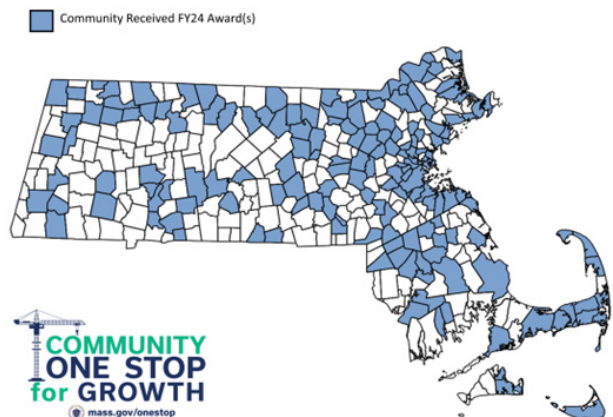 Community Received FY24 Award(s)
COMMUNITY
ONE STOP
for GROWTH
mass.gov/onestop